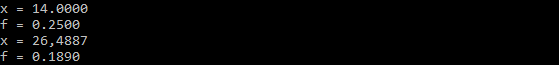 x = 14.0000
f = 0.2500
x = 26,4887
f = 0.1890